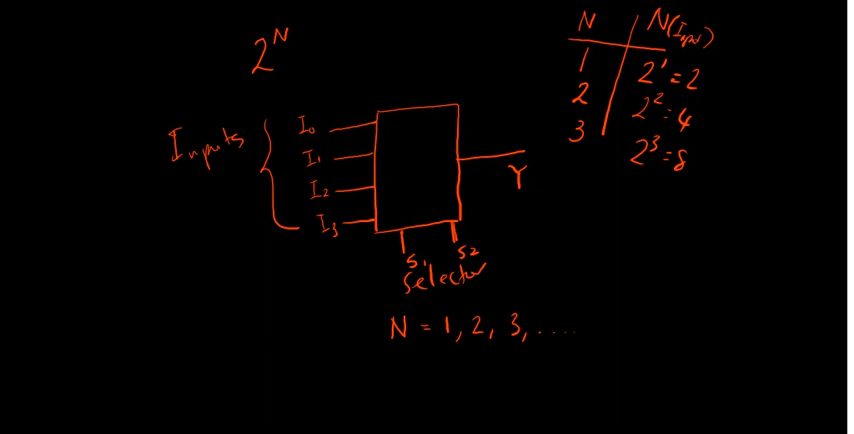 2^N
N N(Input)
1 2^1 = 2
2 2^2 = 4
3 2^3 = 8
Inputs
I0
I1
I2
I3
Y
S1 S2
Selector
N = 1, 2, 3, .....